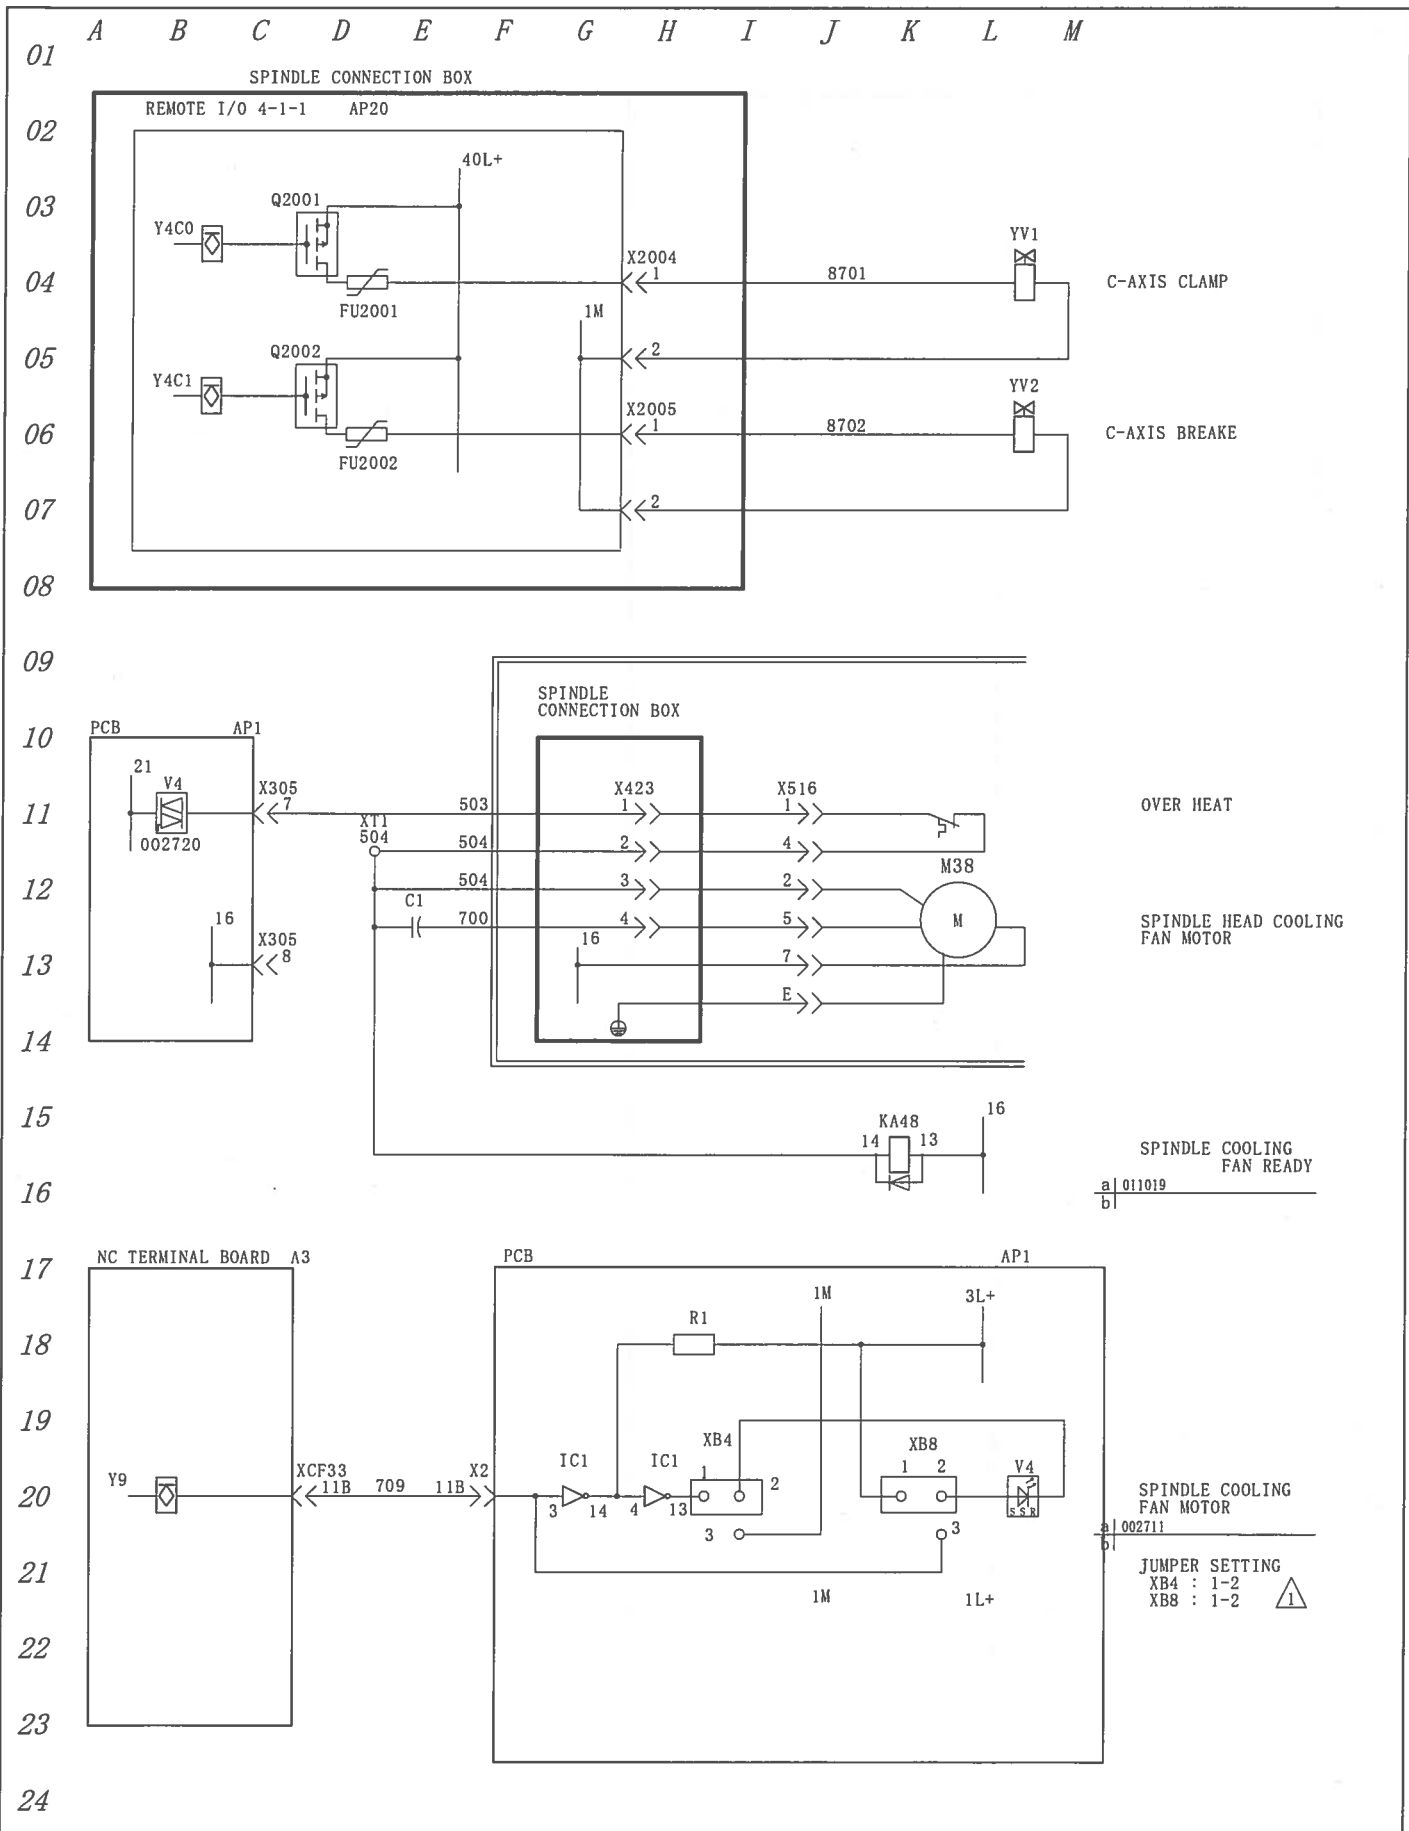 A B C D E F G H I J K L M
01
SPINDLE CONNECTION BOX
REMOTE I/O 4-1-1 AP20
02
40L+
03
Q2001
Y4C0
YV1
X2004
04
1
8701
C-AXIS CLAMP
FU2001
1M
05
Q2002
2
Y4C1
YV2
X2005
06
1
8702
C-AXIS BREAKE
FU2002
07
2
08
09
SPINDLE
CONNECTION BOX
10
PCB AP1
21
V4
X305
X423
X516
11
7
503
1
1
OVER HEAT
XT1
504
002720
504
2
4
M38
12
504
3
2
C1
16
700
4
5
M
SPINDLE HEAD COOLING
FAN MOTOR
X305
16
13
8
7
E
14
15
16
KA48
14 13
SPINDLE COOLING
FAN READY
16
a 011019
b
17
NC TERMINAL BOARD A3
PCB AP1
1M
3L+
18
R1
19
XB4
XB8
IC1
IC1
1
1 2
V4
Y9
XCF33
X2
20
11B 709 11B
3 14 4 13
2
SSR
SPINDLE COOLING
FAN MOTOR
3
3
a 002711
b
21
JUMPER SETTING
1M
1L+
XB4 : 1-2
XB8 : 1-2
1
22
23
24